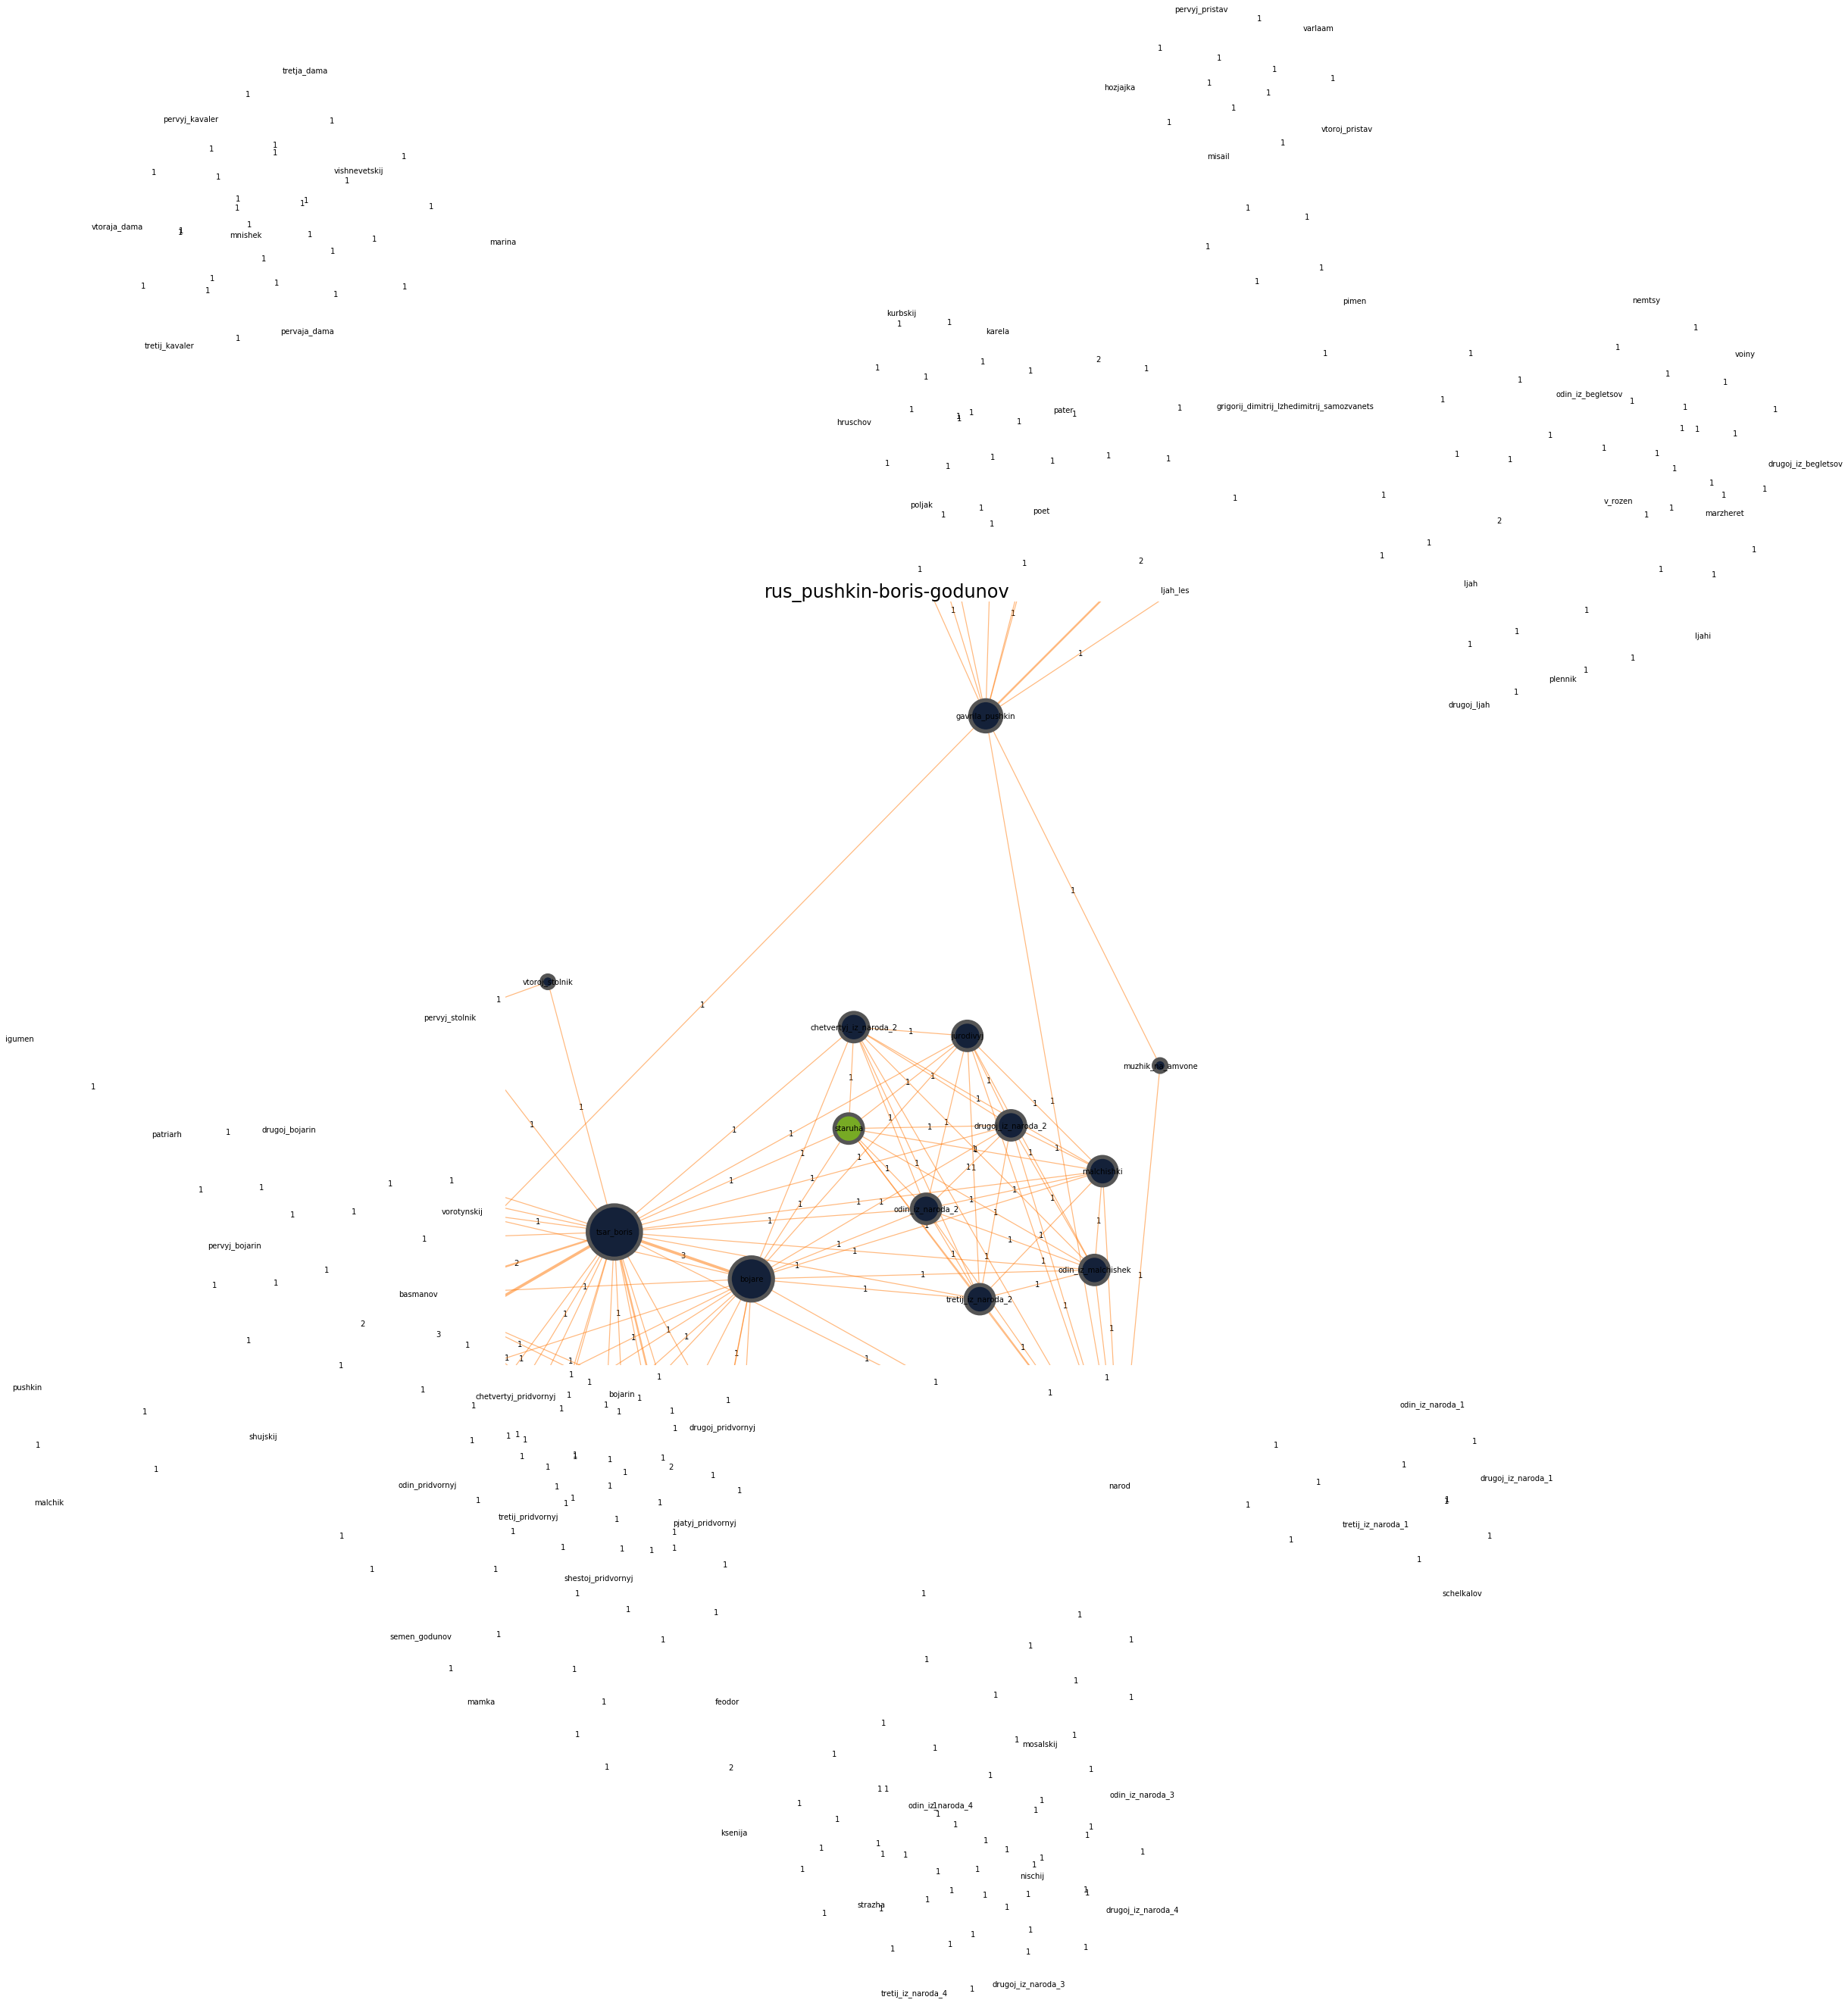 pervyj_pristav
varlaam
tretja_dama
hozjajka
pervyj_kavaler
vtoroj_pristav
misail
vishnevetskij
vtoraja_dama
mnishek
marina
pimen
nemtsy
kurbskij
karela
pervaja_dama
tretij_kavaler
voiny
odin_iz_begletsov
grigorij_dimitrij_lzhedimitrij_samozvanets
pater
hruschov
drugoj_iz_begletsov
v_rozen
poljak
poet
marzheret
ljah
rus_pushkin-boris-godunov
ljah_les
ljahi
plennik
drugoj_ljah
gavrila_pushkin
vtoroj_stolnik
pervyj_stolnik
chetvertyj_iz_naroda_2
jurodivyj
igumen
muzhik_na_amvone
drugoj_iz_naroda_2
staruha
drugoj_bojarin
patriarh
malchishki
odin_iz_naroda_2
vorotynskij
tsar_boris
pervyj_bojarin
odin_iz_malchishek
bojare
basmanov
tretij_iz_naroda_2
pushkin
chetvertyj_pridvornyj
bojarin
odin_iz_naroda_1
drugoj_pridvornyj
shujskij
drugoj_iz_naroda_1
odin_pridvornyj
narod
malchik
tretij_pridvornyj
pjatyj_pridvornyj
tretij_iz_naroda_1
shestoj_pridvornyj
schelkalov
semen_godunov
mamka
feodor
mosalskij
odin_iz_naroda_3
odin_iz_naroda_4
ksenija
nischij
strazha
drugoj_iz_naroda_4
drugoj_iz_naroda_3
tretij_iz_naroda_4